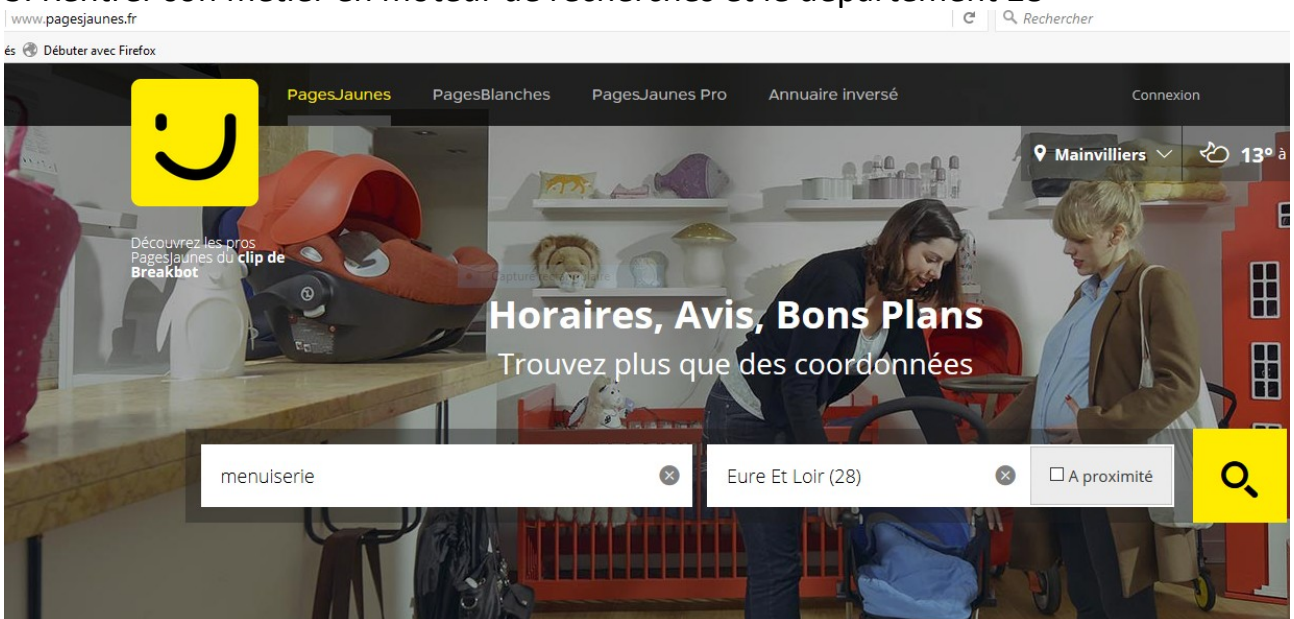 www.pagesjaunes.fr
Rechercher
és Débuter avec Firefox
PagesJaunes PagesBlanches PagesJaunes Pro Annuaire inversé Connexion
Mainvilliers 13° à
Découvrez les pros
PagesJaunes du clip de
Breakbot
Horaires, Avis, Bons Plans
Trouvez plus que des coordonnées
menuiserie
Eure Et Loir (28)
A proximité